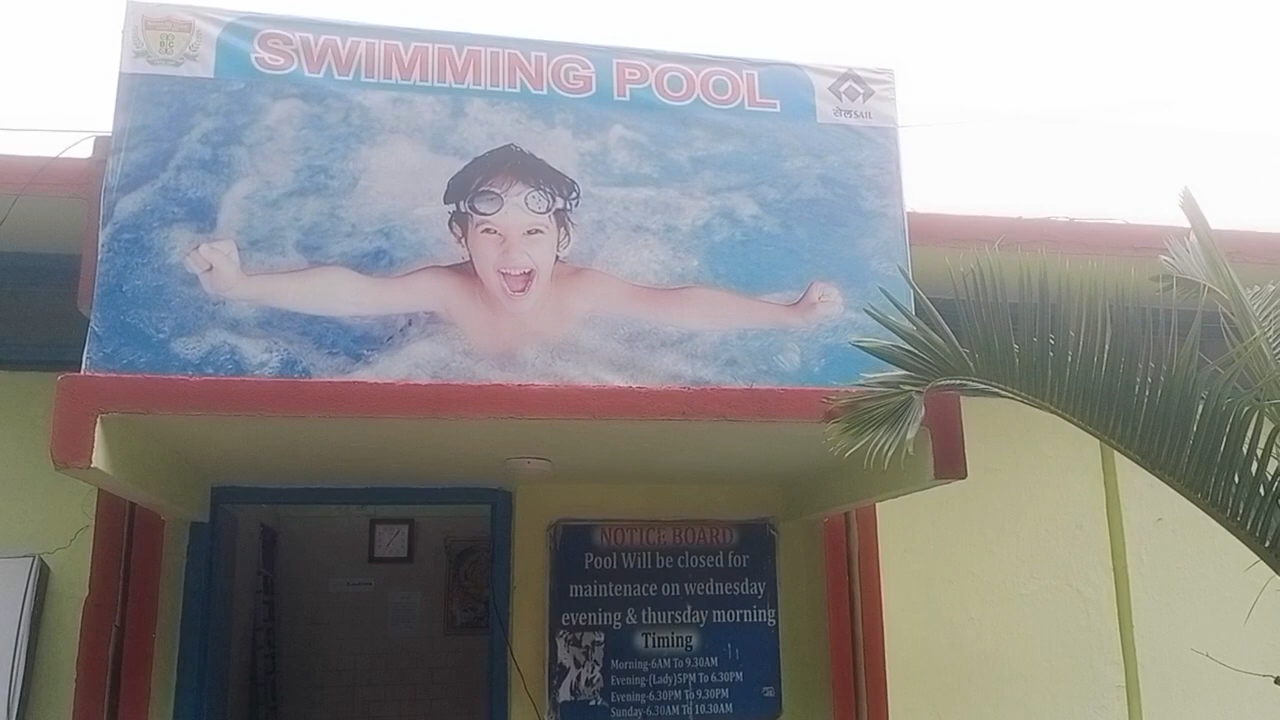 SWIMMING POOL
सेल SAIL
NOTICE BOARD
Pool Will be closed for
maintenace on wednesday
evening & thursday morning
Timing
Morning-6AM To 9.30AM
Evening-(Lady)5PM To 6.30PM
Evening-6.30PM To 9.30PM
Sunday-6.30AM To 10.30AM